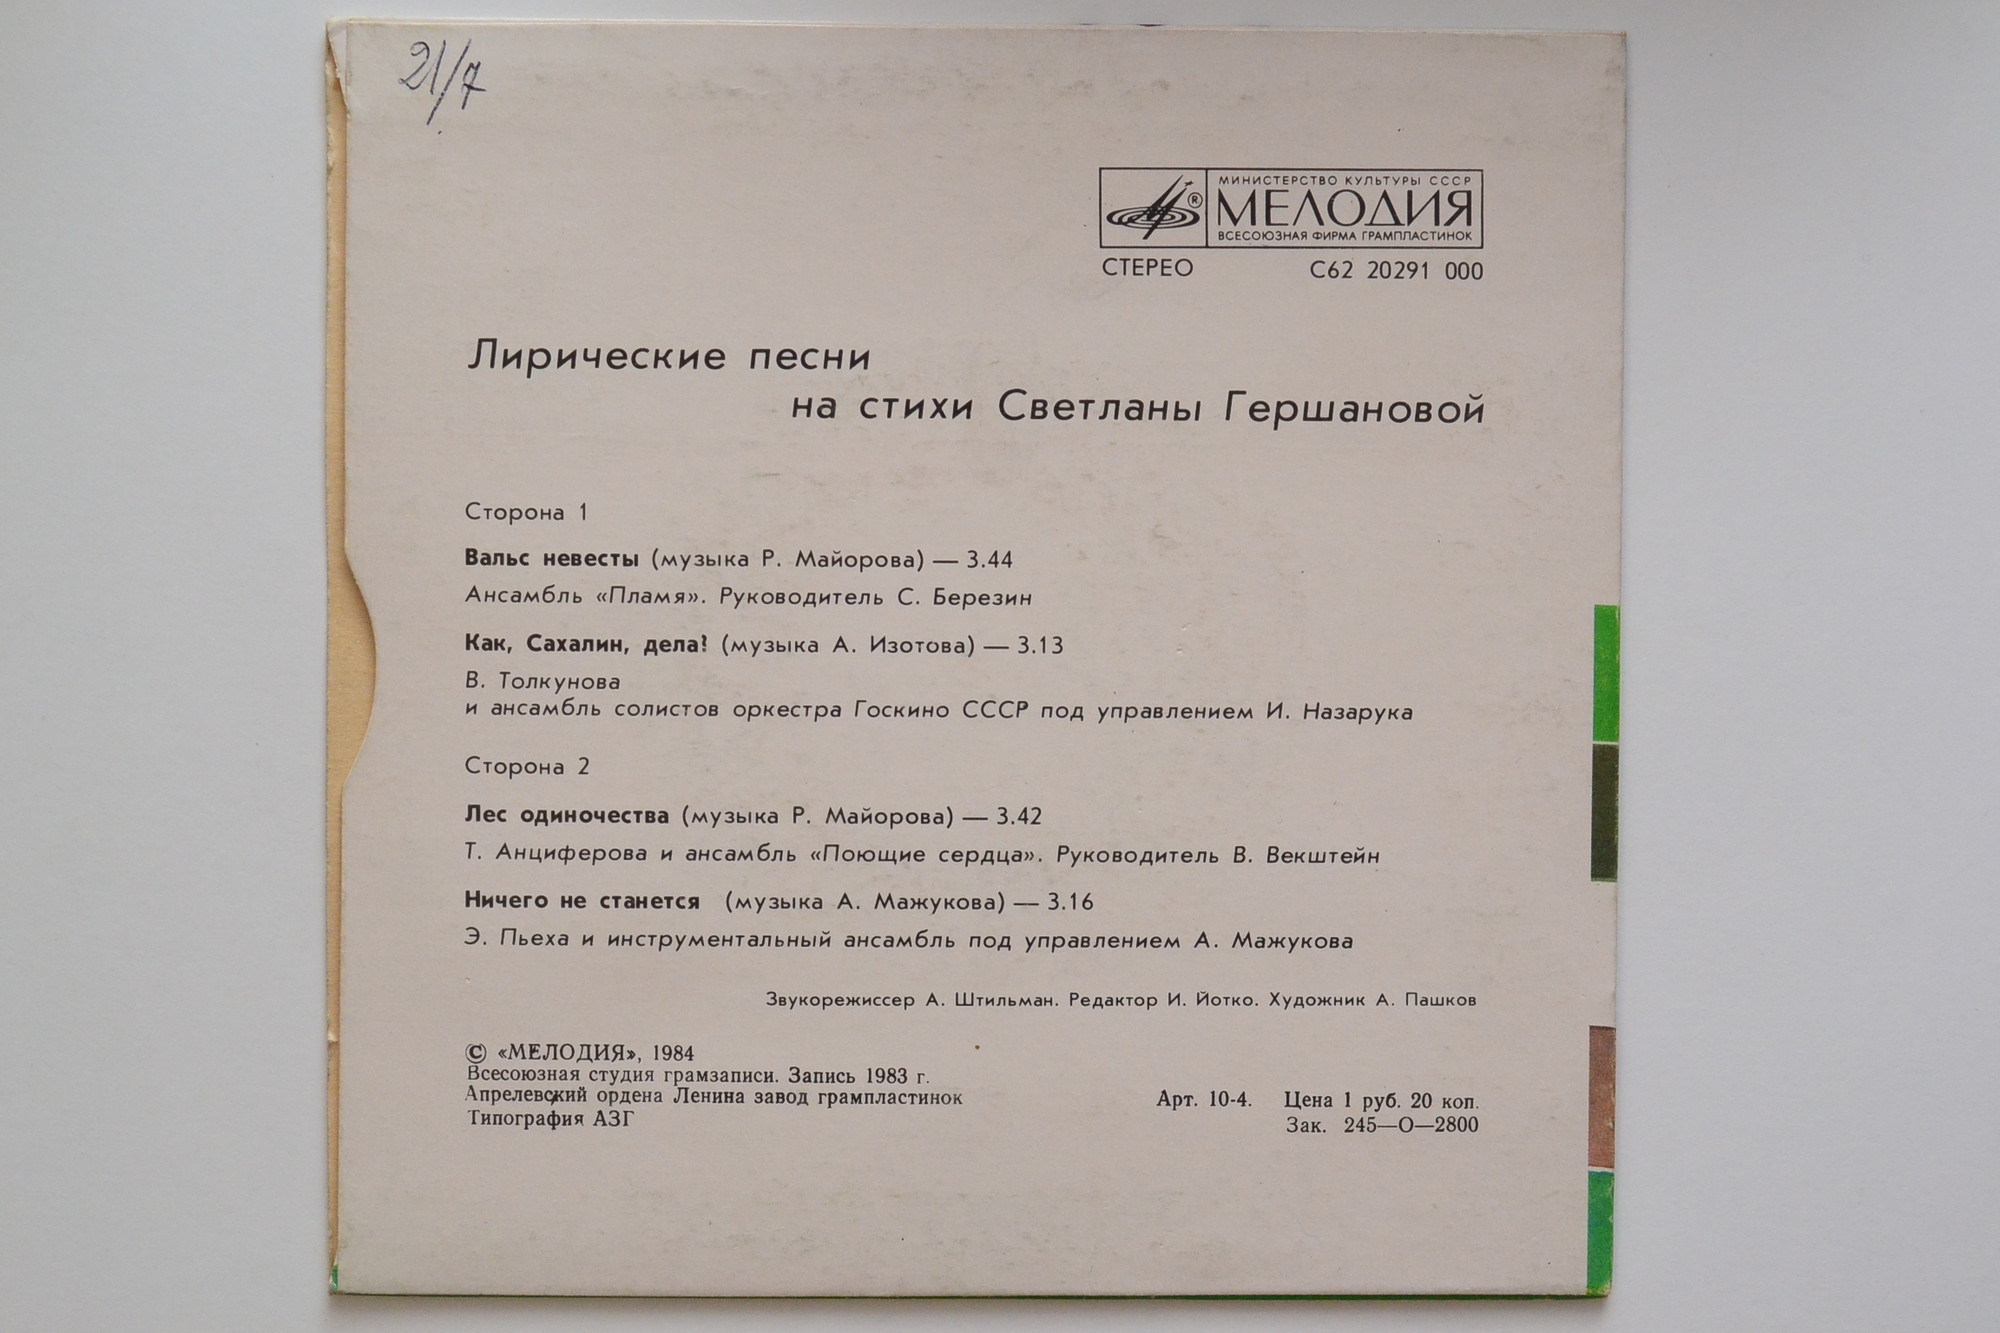 21/7
МИНИСТЕРСТВО КУЛЬТУРЫ СССР
® МЕЛОДИЯ
ВСЕСОЮЗНАЯ ФИРМА ГРАМПЛАСТИНОК
СТЕРЕО С62 20291 000
Лирические песни
на стихи Светланы Гершановой
Сторона 1
Вальс невесты (музыка Р. Майорова) — 3.44
Ансамбль «Пламя». Руководитель С. Березин
Как, Сахалин, дела? (музыка А. Изотова) — 3.13
В. Толкунова
и ансамбль солистов оркестра Госкино СССР под управлением И. Назарука
Сторона 2
Лес одиночества (музыка Р. Майорова) — 3.42
Т. Анциферова и ансамбль «Поющие сердца». Руководитель В. Векштейн
Ничего не станется (музыка А. Мажукова) — 3.16
Э. Пьеха и инструментальный ансамбль под управлением А. Мажукова
Звукорежиссер А. Штильман. Редактор И. Йотко. Художник А. Пашков
© «МЕЛОДИЯ», 1984
Всесоюзная студия грамзаписи. Запись 1983 г.
Апрелевский ордена Ленина завод грампластинок Арт. 10-4. Цена 1 руб. 20 коп.
Типография АЗГ Зак. 245—О—2800